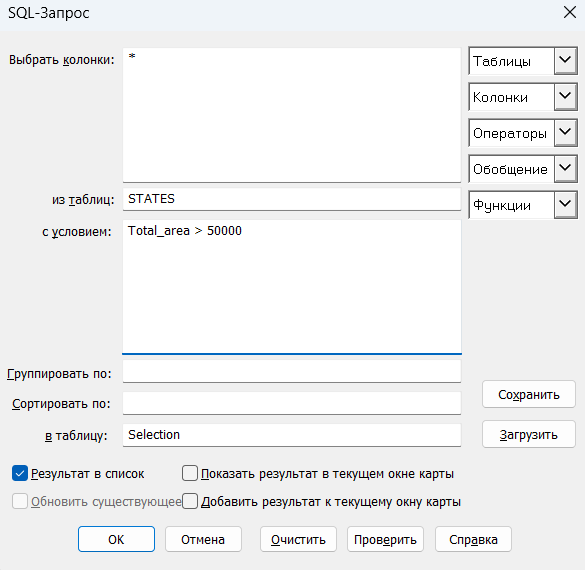 SQL-Запрос
Выбрать колонки:
*
Таблицы
Колонки
Операторы
Обобщение
Функции
из таблиц:
STATES
с условием:
Total_area > 50000
Группировать по:
Сортировать по:
Сохранить
в таблицу:
Selection
Загрузить
Результат в список
Показать результат в текущем окне карты
Обновить существующее
Добавить результат к текущему окну карты
ОК
Отмена
Очистить
Проверить
Справка